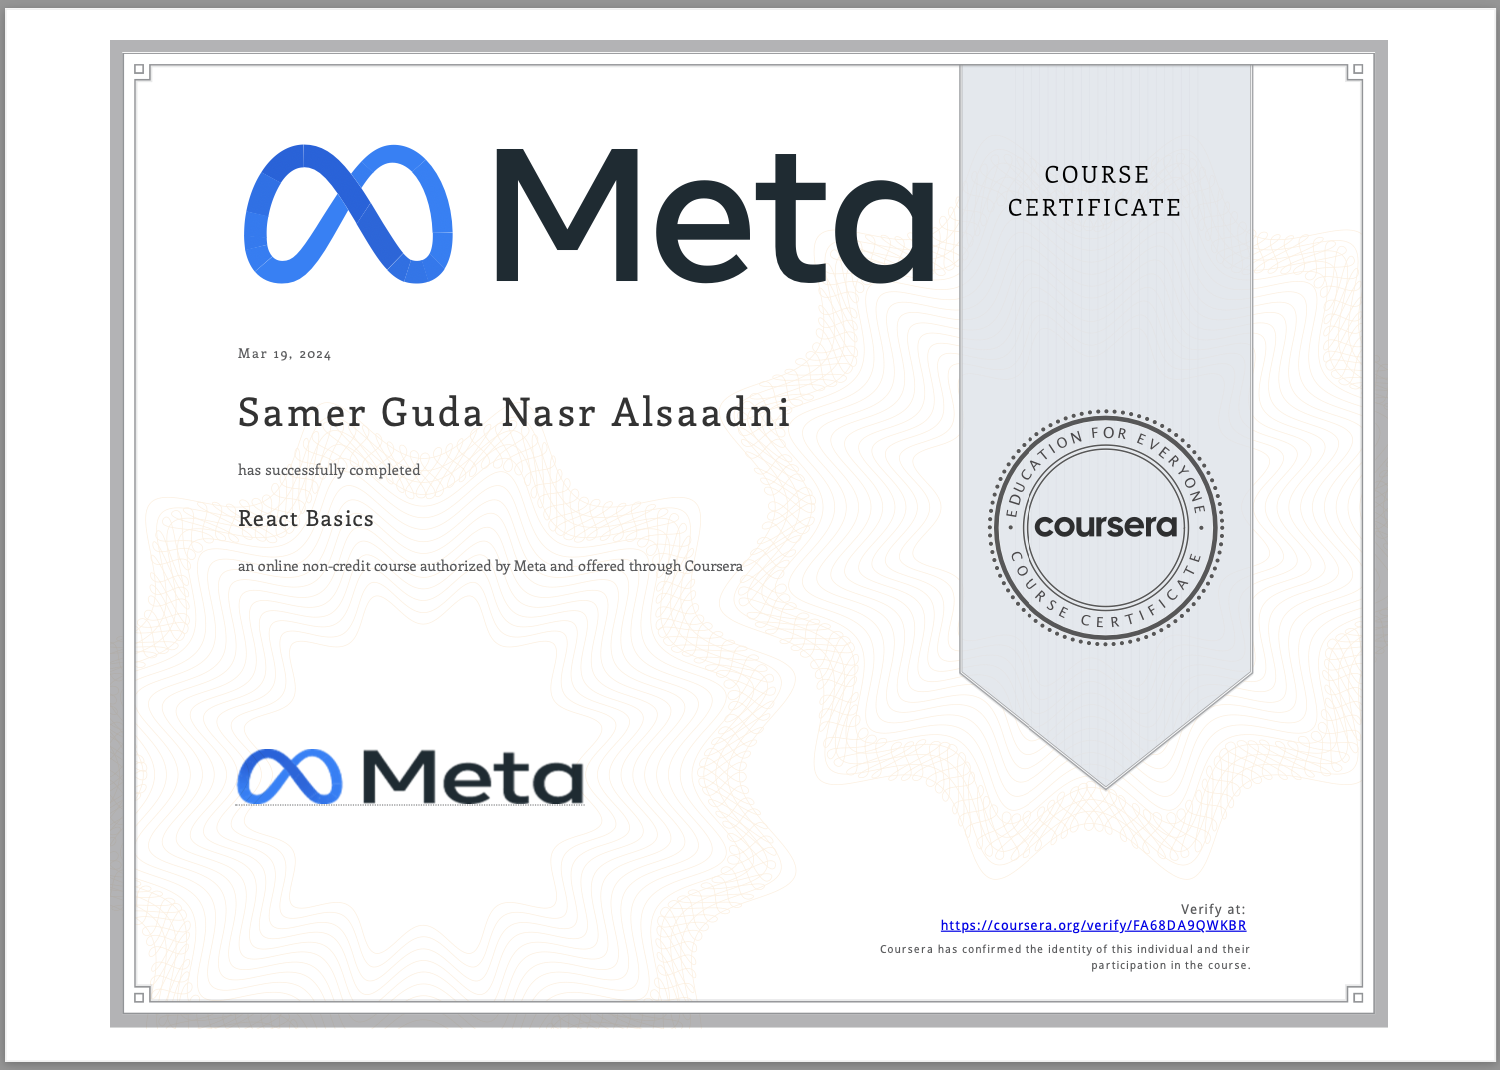 Meta
COURSE
CERTIFICATE
Mar 19, 2024
Samer Guda Nasr Alsaadni
has successfully completed
React Basics
an online non-credit course authorized by Meta and offered through Coursera
EDUCATION FOR EVERYONE
coursera
COURSE CERTIFICATE
Meta
Verify at:
https://coursera.org/verify/FA68DA9QWKBR
Coursera has confirmed the identity of this individual and their
participation in the course.